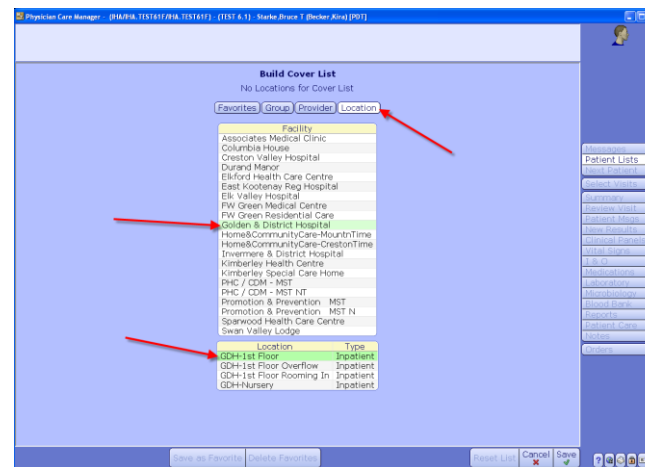 Physician Care Manager - (IHA/IHA.TEST61F/IHA.TEST61F) - (TEST 6.1) - Starke,Bruce T (Becker,Kira) [PDT]
Build Cover List
No Locations for Cover List
Favorites Group Provider Location
Facility
Associates Medical Clinic
Columbia House
Creston Valley Hospital
Durand Manor
Elkford Health Care Centre
East Kootenay Reg Hospital
Elk Valley Hospital
FW Green Medical Centre
FW Green Residential Care
Golden & District Hospital
Home&CommunityCare-MountnTime
Home&CommunityCare-CrestonTime
Invermere & District Hospital
Kimberley Health Centre
Kimberley Special Care Home
PHC / CDM - MST
PHC / CDM - MST NT
Promotion & Prevention MST
Promotion & Prevention MST N
Sparwood Health Care Centre
Swan Valley Lodge
Location Type
GDH-1st Floor Inpatient
GDH-1st Floor Overflow Inpatient
GDH-1st Floor Rooming In Inpatient
GDH-Nursery Inpatient
Messages
Patient Lists
Next Patient
Select Visits
Summary
Review Visit
Patient Msgs
New Results
Clinical Panels
Vital Signs
I & O
Medications
Laboratory
Microbiology
Blood Bank
Reports
Patient Care
Notes
Orders
Save as Favorite Delete Favorites Reset List Cancel Save